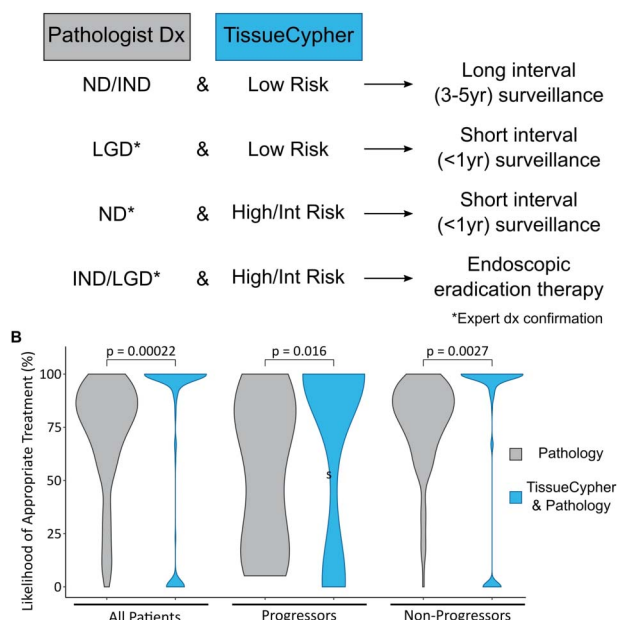 Pathologist Dx TissueCypher
ND/IND & Low Risk Long interval
(3-5yr) surveillance
LGD* & Low Risk Short interval
(<1yr) surveillance
ND* & High/Int Risk Short interval
(<1yr) surveillance
IND/LGD* & High/Int Risk Endoscopic
eradication therapy
*Expert dx confirmation
B
p = 0.00022 p = 0.016 p = 0.0027
Likelihood of Appropriate Treatment (%)
100
75
50
25
0
s
Pathology
TissueCypher
& Pathology
All Patients Progressors Non-Progressors